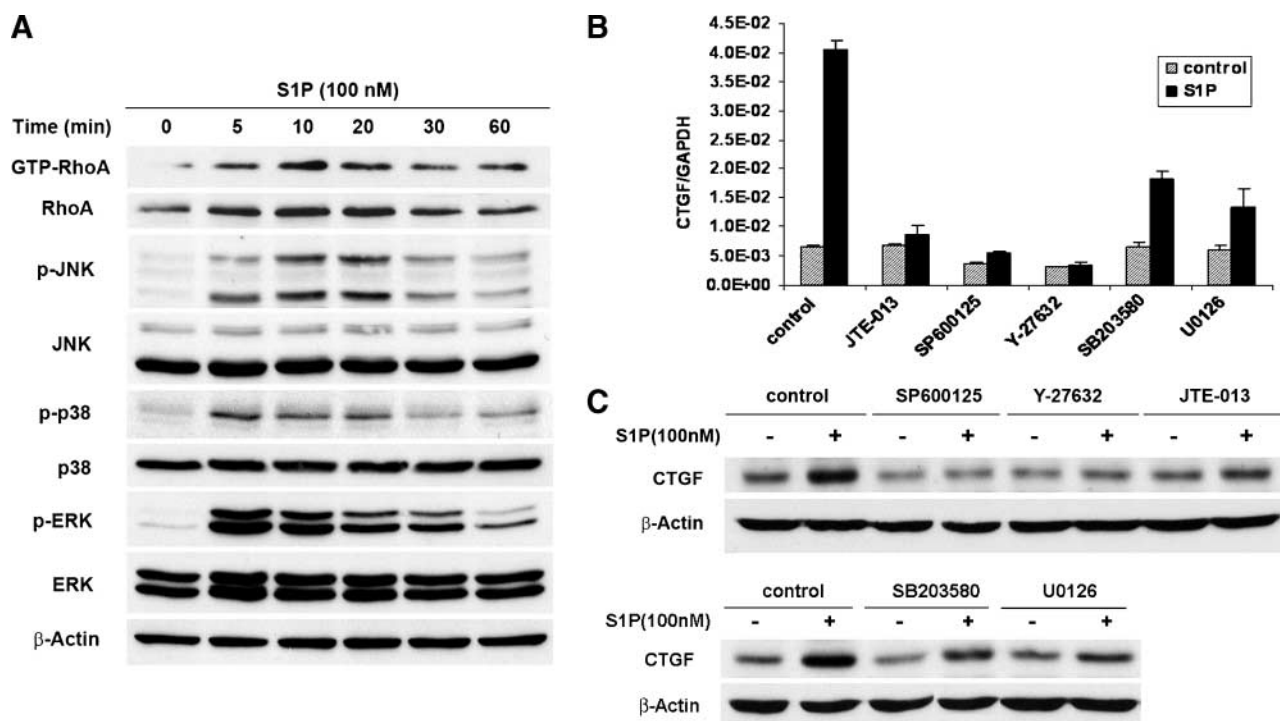 A
S1P (100 nM)
Time (min) 0 5 10 20 30 60
GTP-RhoA
RhoA
p-JNK
JNK
p-p38
p38
p-ERK
ERK
β-Actin
B
4.5E-02
4.0E-02
3.5E-02
3.0E-02
2.5E-02
2.0E-02
1.5E-02
1.0E-02
5.0E-03
0.0E+00
CTGF/GAPDH
control
S1P
control
JTE-013
SP600125
Y-27632
SB203580
U0126
C
control SP600125 Y-27632 JTE-013
S1P(100nM) - + - + - + - +
CTGF
β-Actin
control SB203580 U0126
S1P(100nM) - + - + - +
CTGF
β-Actin